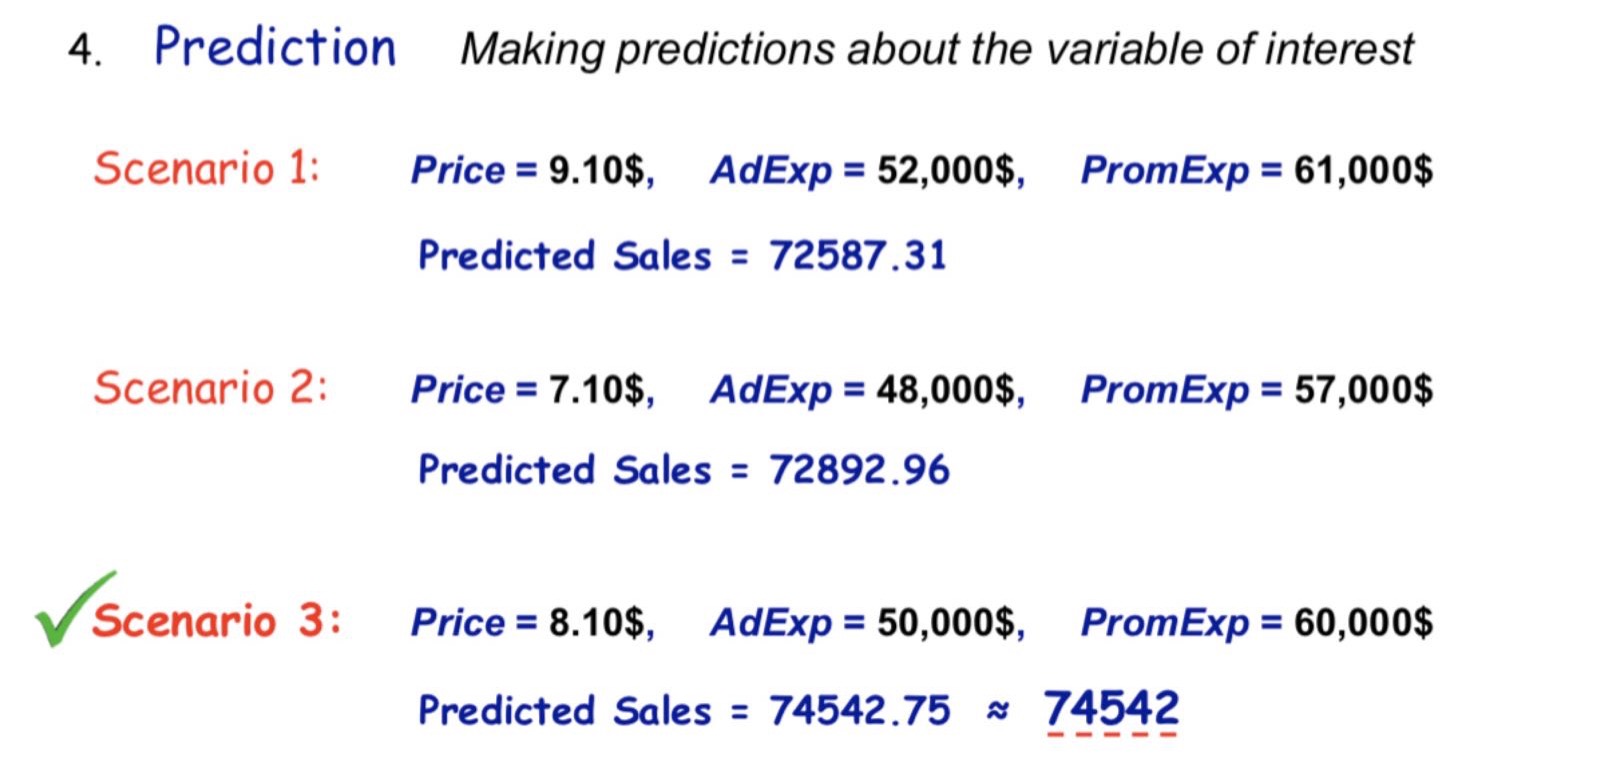 4. Prediction Making predictions about the variable of interest
Scenario 1: Price = 9.10$, AdExp = 52,000$, PromExp = 61,000$
Predicted Sales = 72587.31
Scenario 2: Price = 7.10$, AdExp = 48,000$, PromExp = 57,000$
Predicted Sales = 72892.96
Scenario 3: Price = 8.10$, AdExp = 50,000$, PromExp = 60,000$
Predicted Sales = 74542.75 ≈ 74542